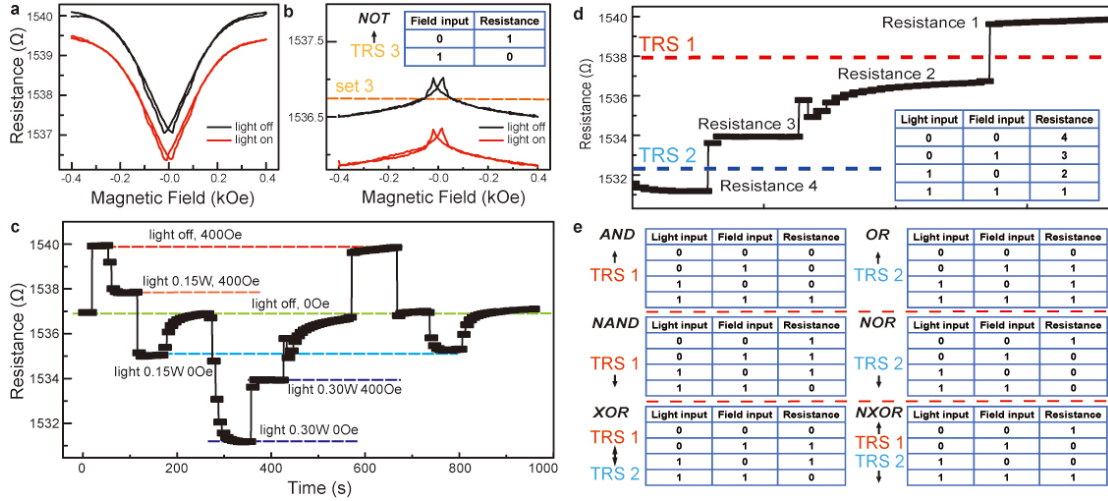 a
Resistance (Ω)
1540
1539
1538
1537
light off
light on
-0.4 -0.2 -0.0 0.2 0.4
Magnetic Field (kOe)
b
NOT
TRS 3
Field input Resistance
0 1
1 0
1537.5
set 3
1536.5
light off
light on
-0.4 -0.2 -0.0 0.2 0.4
Magnetic Field (kOe)
c
Resistance (Ω)
1540
1538
1536
1534
1532
light off, 400Oe
light 0.15W, 400Oe
light off, 0Oe
light 0.15W 0Oe
light 0.30W 400Oe
light 0.30W 0Oe
0 200 400 600 800 1000
Time (s)
d
Resistance (Ω)
1540
1538
1536
1534
1532
TRS 1
TRS 2
Resistance 1
Resistance 2
Resistance 3
Resistance 4
Light input Field input Resistance
0 0 4
0 1 3
1 0 2
1 1 1
e
AND
TRS 1
Light input Field input Resistance
0 0 0
0 1 0
1 0 0
1 1 1
OR
TRS 2
Light input Field input Resistance
0 0 0
0 1 1
1 0 1
1 1 1
NAND
TRS 1
Light input Field input Resistance
0 0 1
0 1 1
1 0 1
1 1 0
NOR
TRS 2
Light input Field input Resistance
0 0 1
0 1 0
1 0 0
1 1 0
XOR
TRS 1
TRS 2
Light input Field input Resistance
0 0 0
0 1 1
1 0 1
1 1 0
NXOR
TRS 1
TRS 2
Light input Field input Resistance
0 0 1
0 1 0
1 0 0
1 1 1